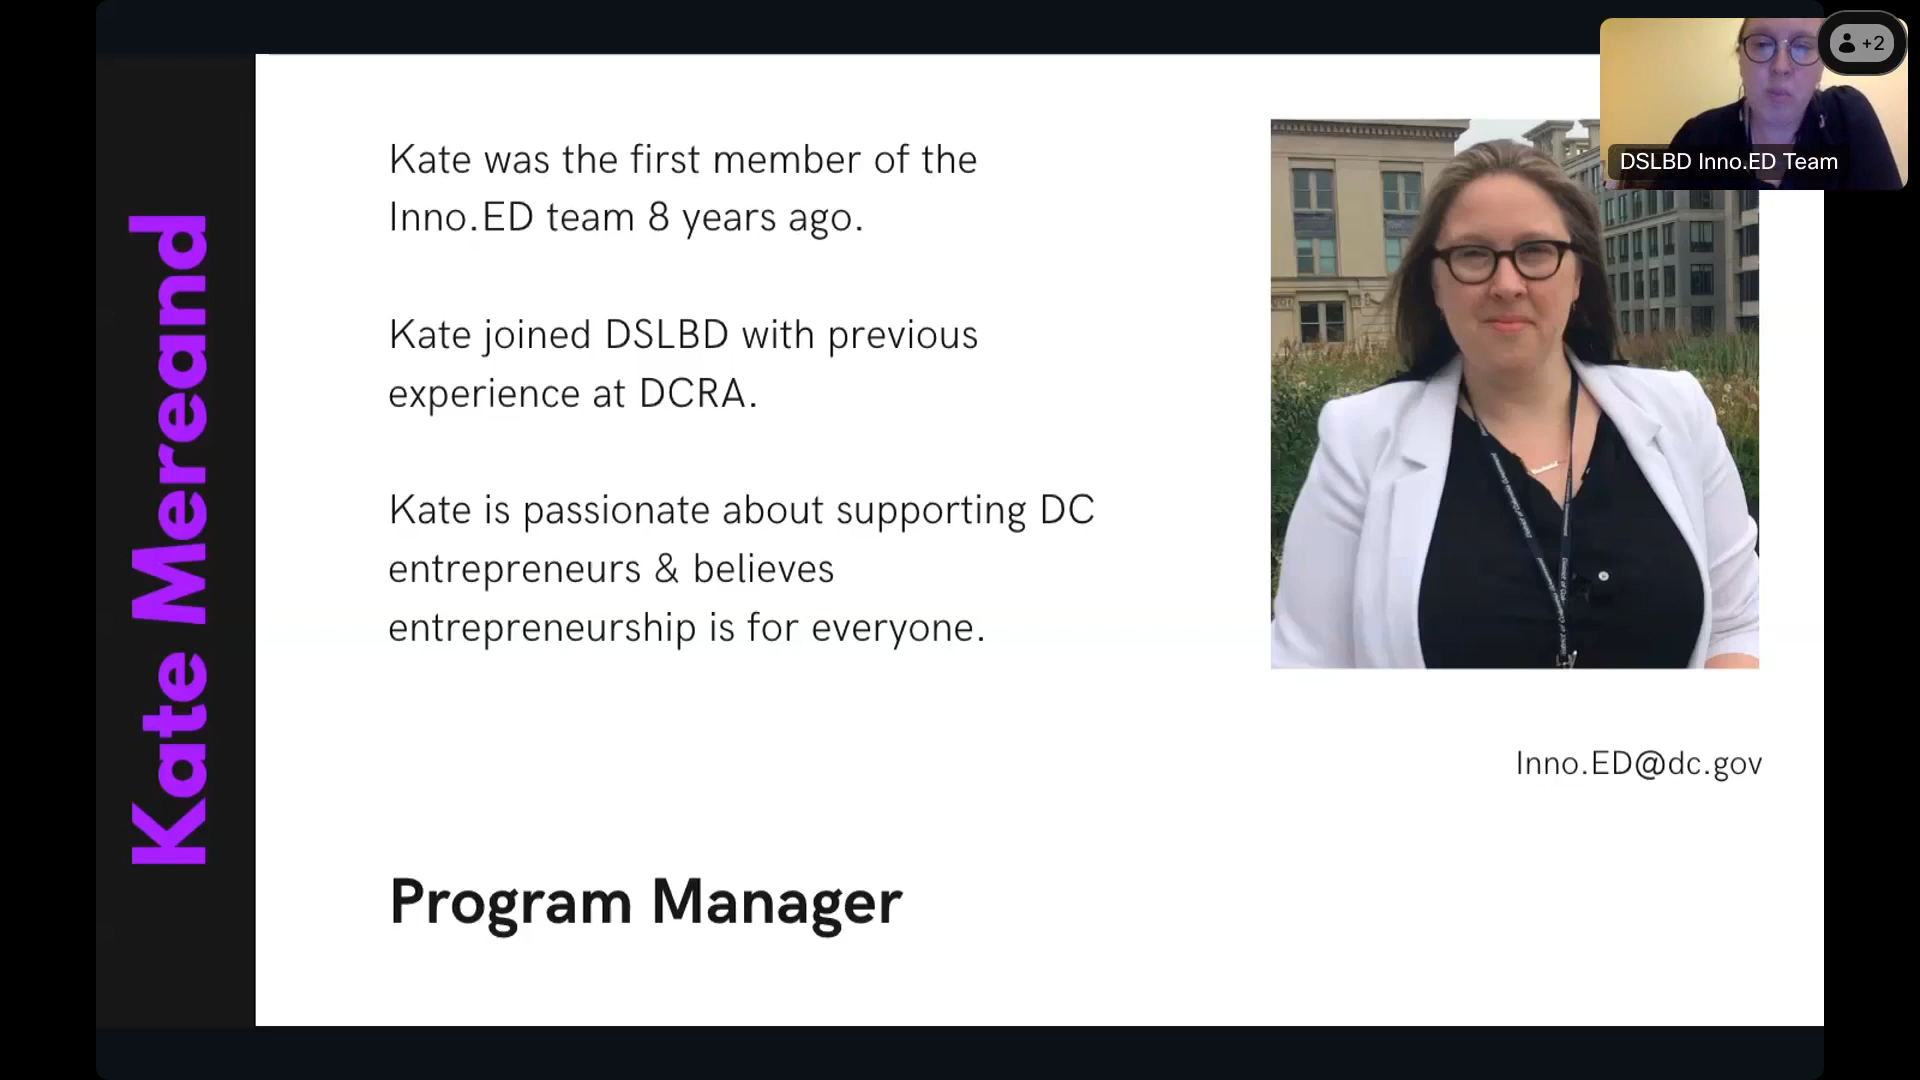 Kate Mereand
Kate was the first member of the
Inno.ED team 8 years ago.
Kate joined DSLBD with previous
experience at DCRA.
Kate is passionate about supporting DC
entrepreneurs & believes
entrepreneurship is for everyone.
Inno.ED@dc.gov
Program Manager
+2
DSLBD Inno.ED Team